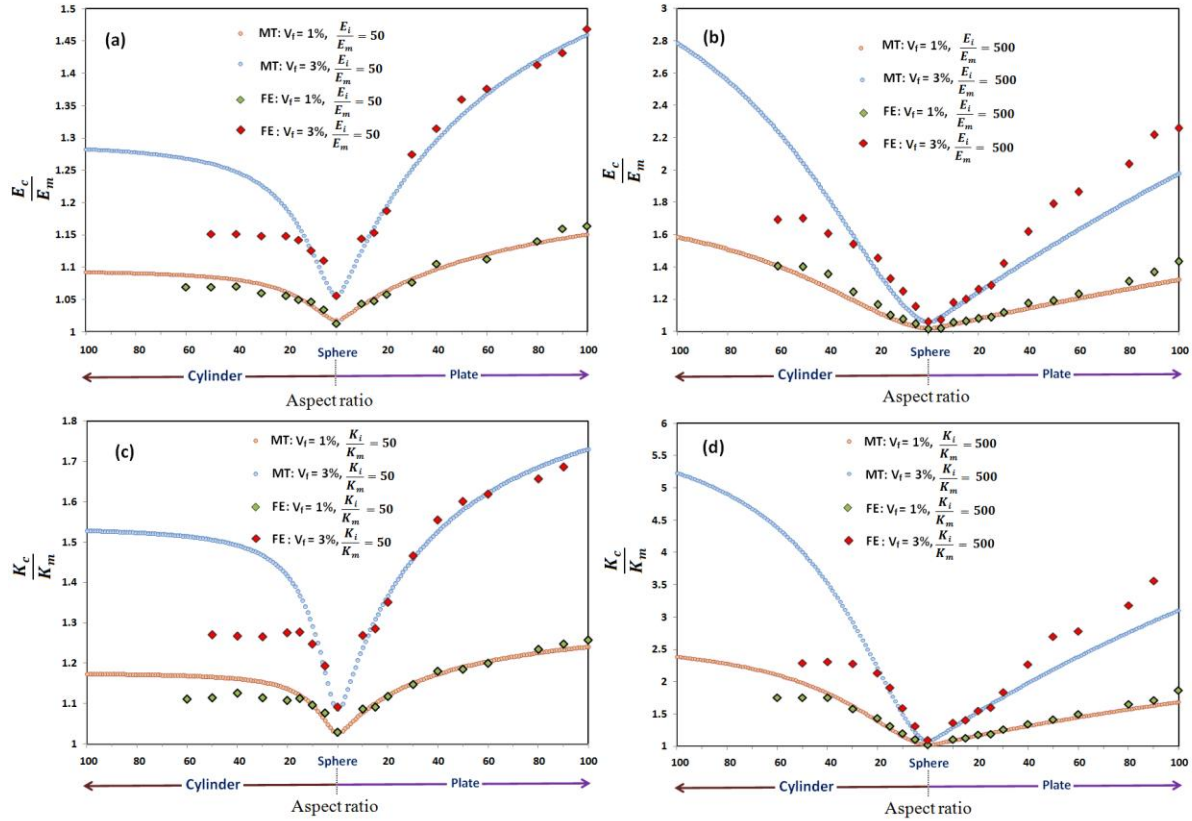 (a)
MT: Vf = 1%, Ei/Em = 50
MT: Vf = 3%, Ei/Em = 50
FE: Vf = 1%, Ei/Em = 50
FE : Vf = 3%, Ei/Em = 50
Ec/Em
1.5
1.45
1.4
1.35
1.3
1.25
1.2
1.15
1.1
1.05
1
100 80 60 40 20 Sphere 20 40 60 80 100
Cylinder Plate
Aspect ratio
(b)
MT: Vf = 1%, Ei/Em = 500
MT: Vf = 3%, Ei/Em = 500
FE: Vf = 1%, Ei/Em = 500
FE: Vf = 3%, Ei/Em = 500
Ec/Em
3
2.8
2.6
2.4
2.2
2
1.8
1.6
1.4
1.2
1
100 80 60 40 20 Sphere 20 40 60 80 100
Cylinder Plate
Aspect ratio
(c)
MT: Vf = 1%, Ki/Km = 50
MT: Vf = 3%, Ki/Km = 50
FE: Vf = 1%, Ki/Km = 50
FE : Vf = 3%, Ki/Km = 50
Kc/Km
1.8
1.7
1.6
1.5
1.4
1.3
1.2
1.1
1
100 80 60 40 20 Sphere 20 40 60 80 100
Cylinder Plate
Aspect ratio
(d)
MT: Vf = 1%, Ki/Km = 500
MT: Vf = 3%, Ki/Km = 500
FE: Vf = 1%, Ki/Km = 500
FE: Vf = 3%, Ki/Km = 500
Kc/Km
6
5.5
5
4.5
4
3.5
3
2.5
2
1.5
1
100 80 60 40 20 Sphere 20 40 60 80 100
Cylinder Plate
Aspect ratio